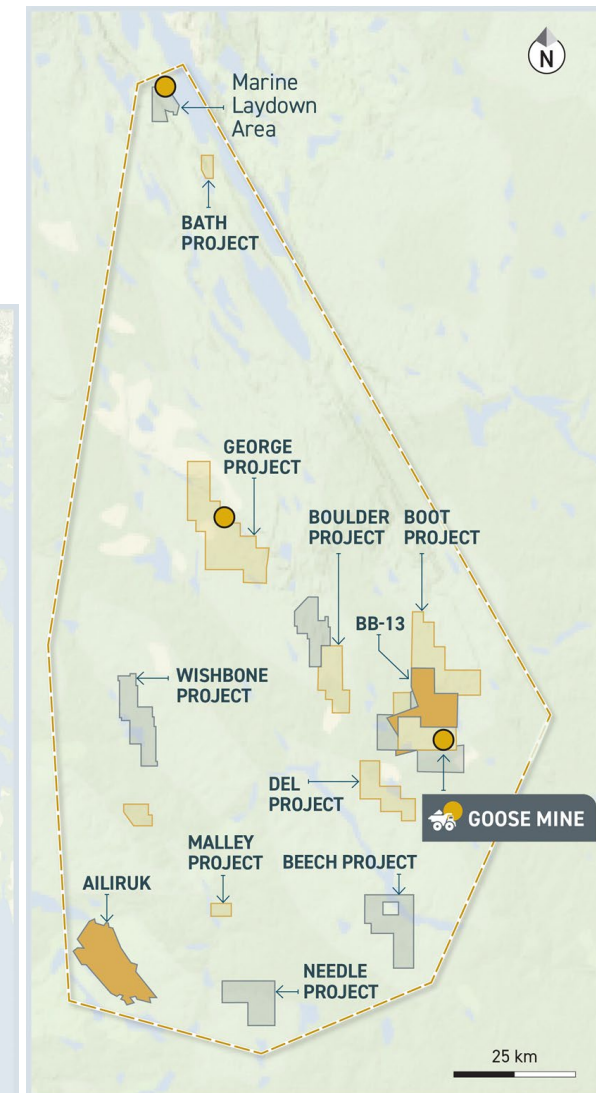 N
Marine
Laydown
Area
BATH
PROJECT
GEORGE
PROJECT
BOULDER
PROJECT
BOOT
PROJECT
BB-13
WISHBONE
PROJECT
DEL
PROJECT
GOOSE MINE
MALLEY
PROJECT
BEECH PROJECT
AILIRUK
NEEDLE
PROJECT
25 km